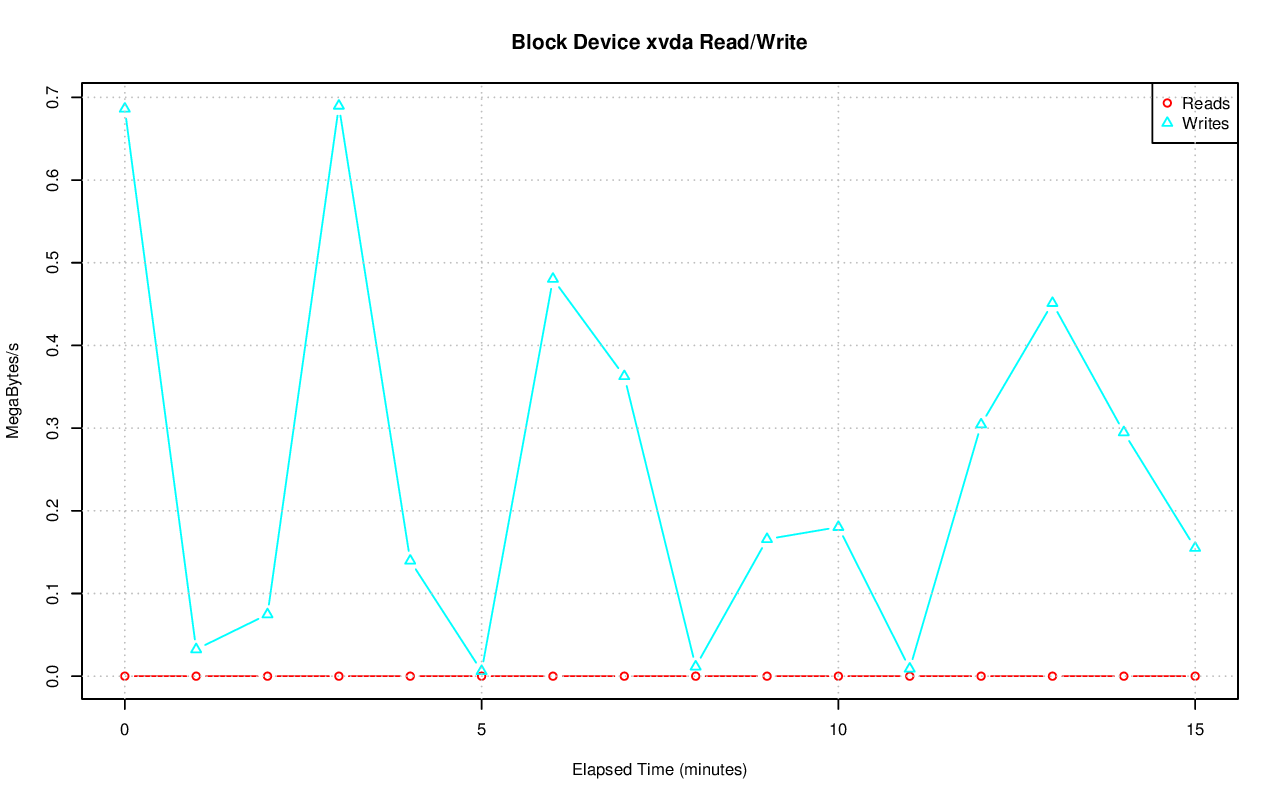 Block Device xvda Read/Write
Reads
Writes
MegaBytes/s
0.7
0.6
0.5
0.4
0.3
0.2
0.1
0.0
0 5 10 15
Elapsed Time (minutes)